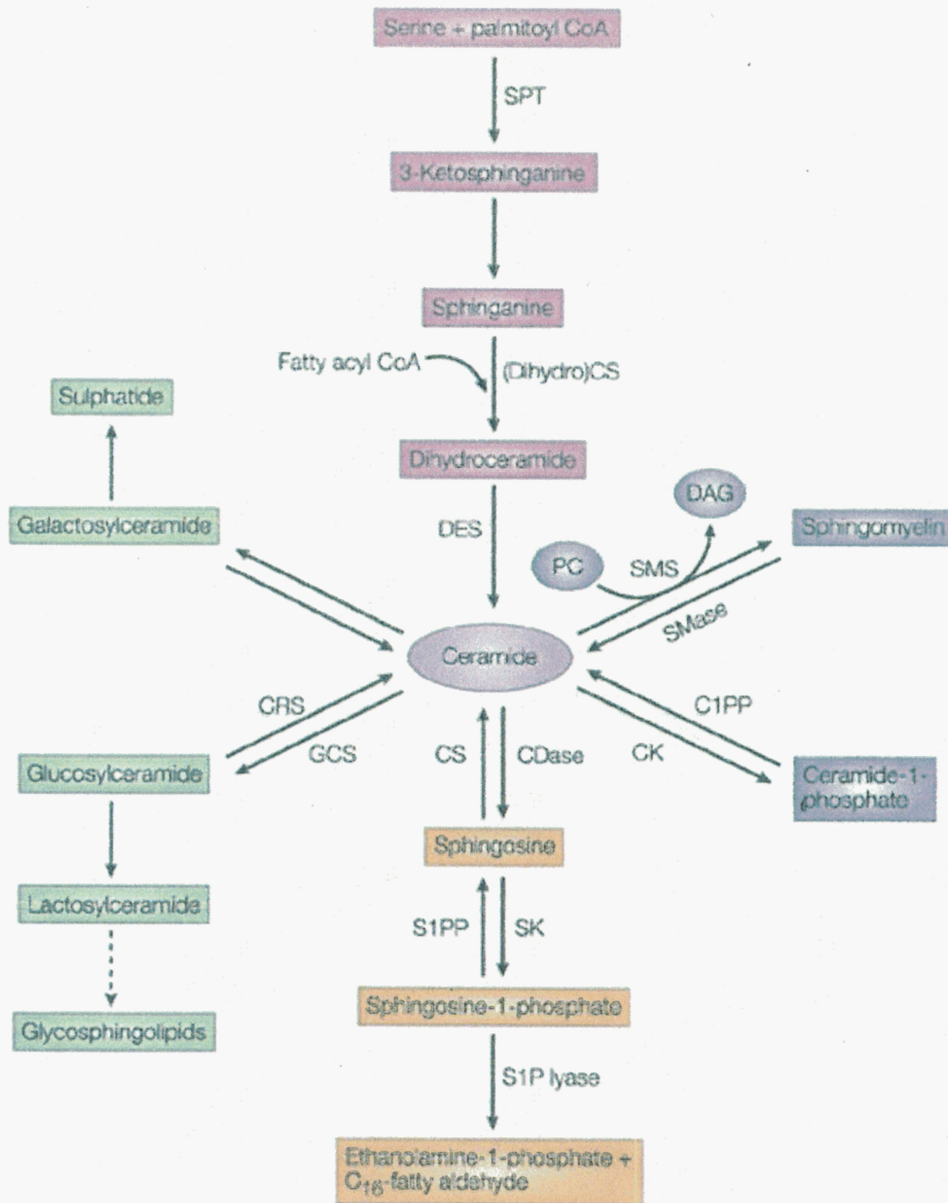 Serine + palmitoyl CoA
SPT
3-Ketosphinganine
Sphinganine
Fatty acyl CoA
(Dihydro)CS
Sulphatide
Dihydroceramide
DAG
Galactosylceramide
DES
Sphingomyelin
PC
SMS
SMase
Ceramide
CRS
C1PP
GCS
CS
CDase
CK
Glucosylceramide
Ceramide-1-
phosphate
Sphingosine
Lactosylceramide
S1PP
SK
Sphingosine-1-phosphate
Glycosphingolipids
S1P lyase
Ethanolamine-1-phosphate +
C16-fatty aldehyde